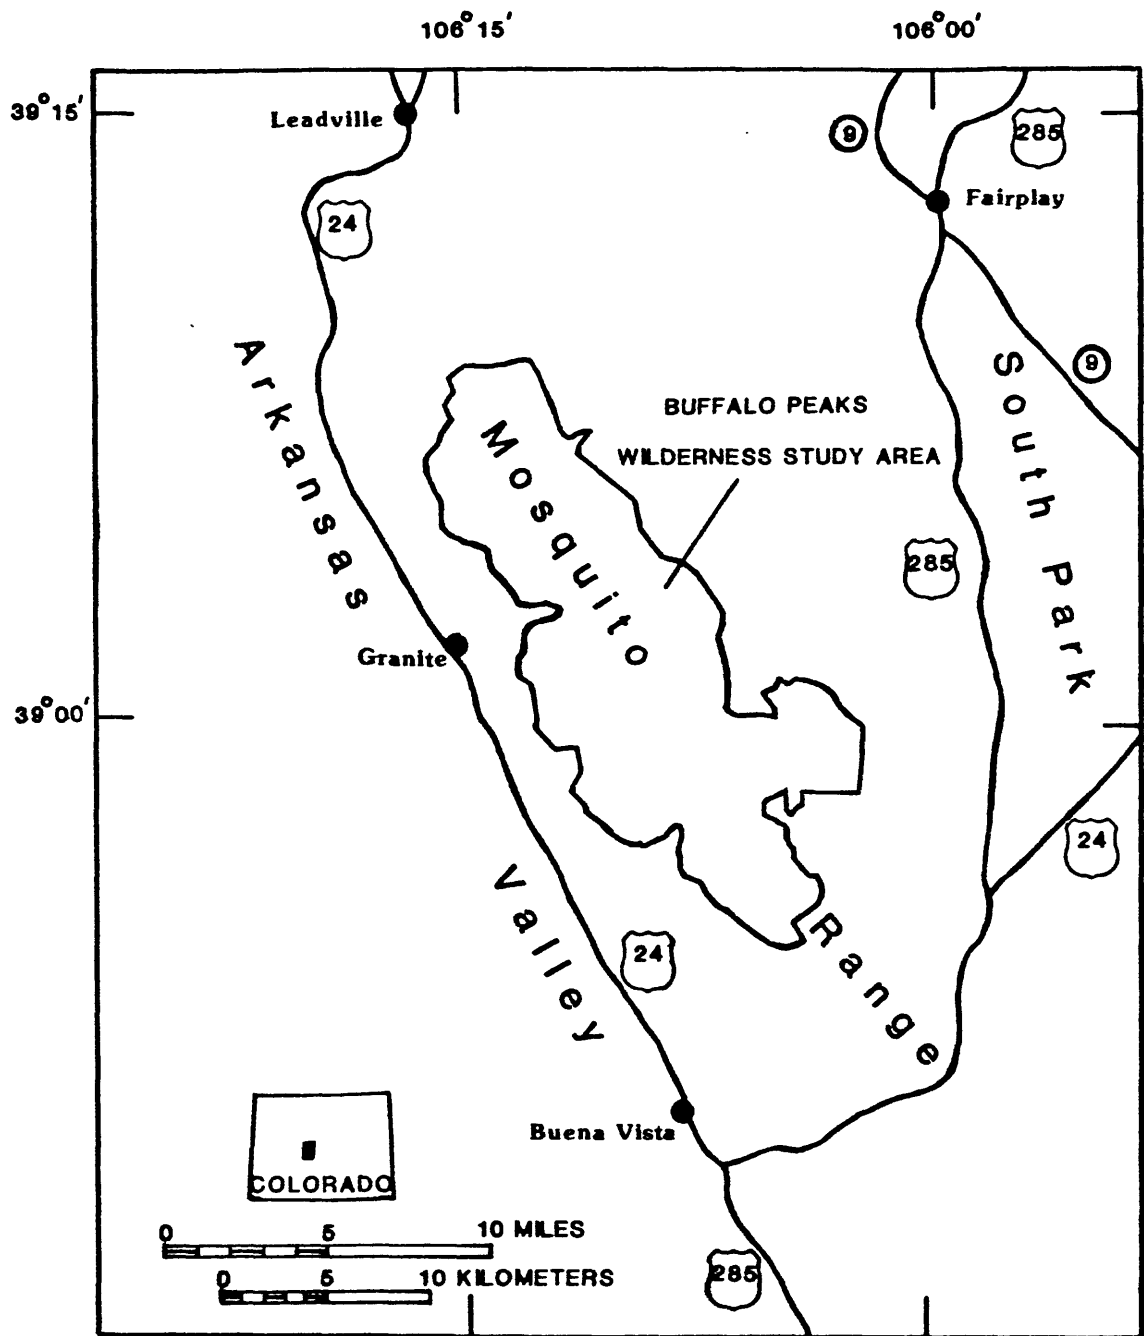 106°15′
106°00′
39°15′
Leadville
9
285
Fairplay
24
9
BUFFALO PEAKS
WILDERNESS STUDY AREA
Arkansas
Mosquito
South Park
285
Granite
39°00′
24
Valley
24
Range
Buena Vista
COLORADO
0 5 10 MILES
0 5 10 KILOMETERS
285